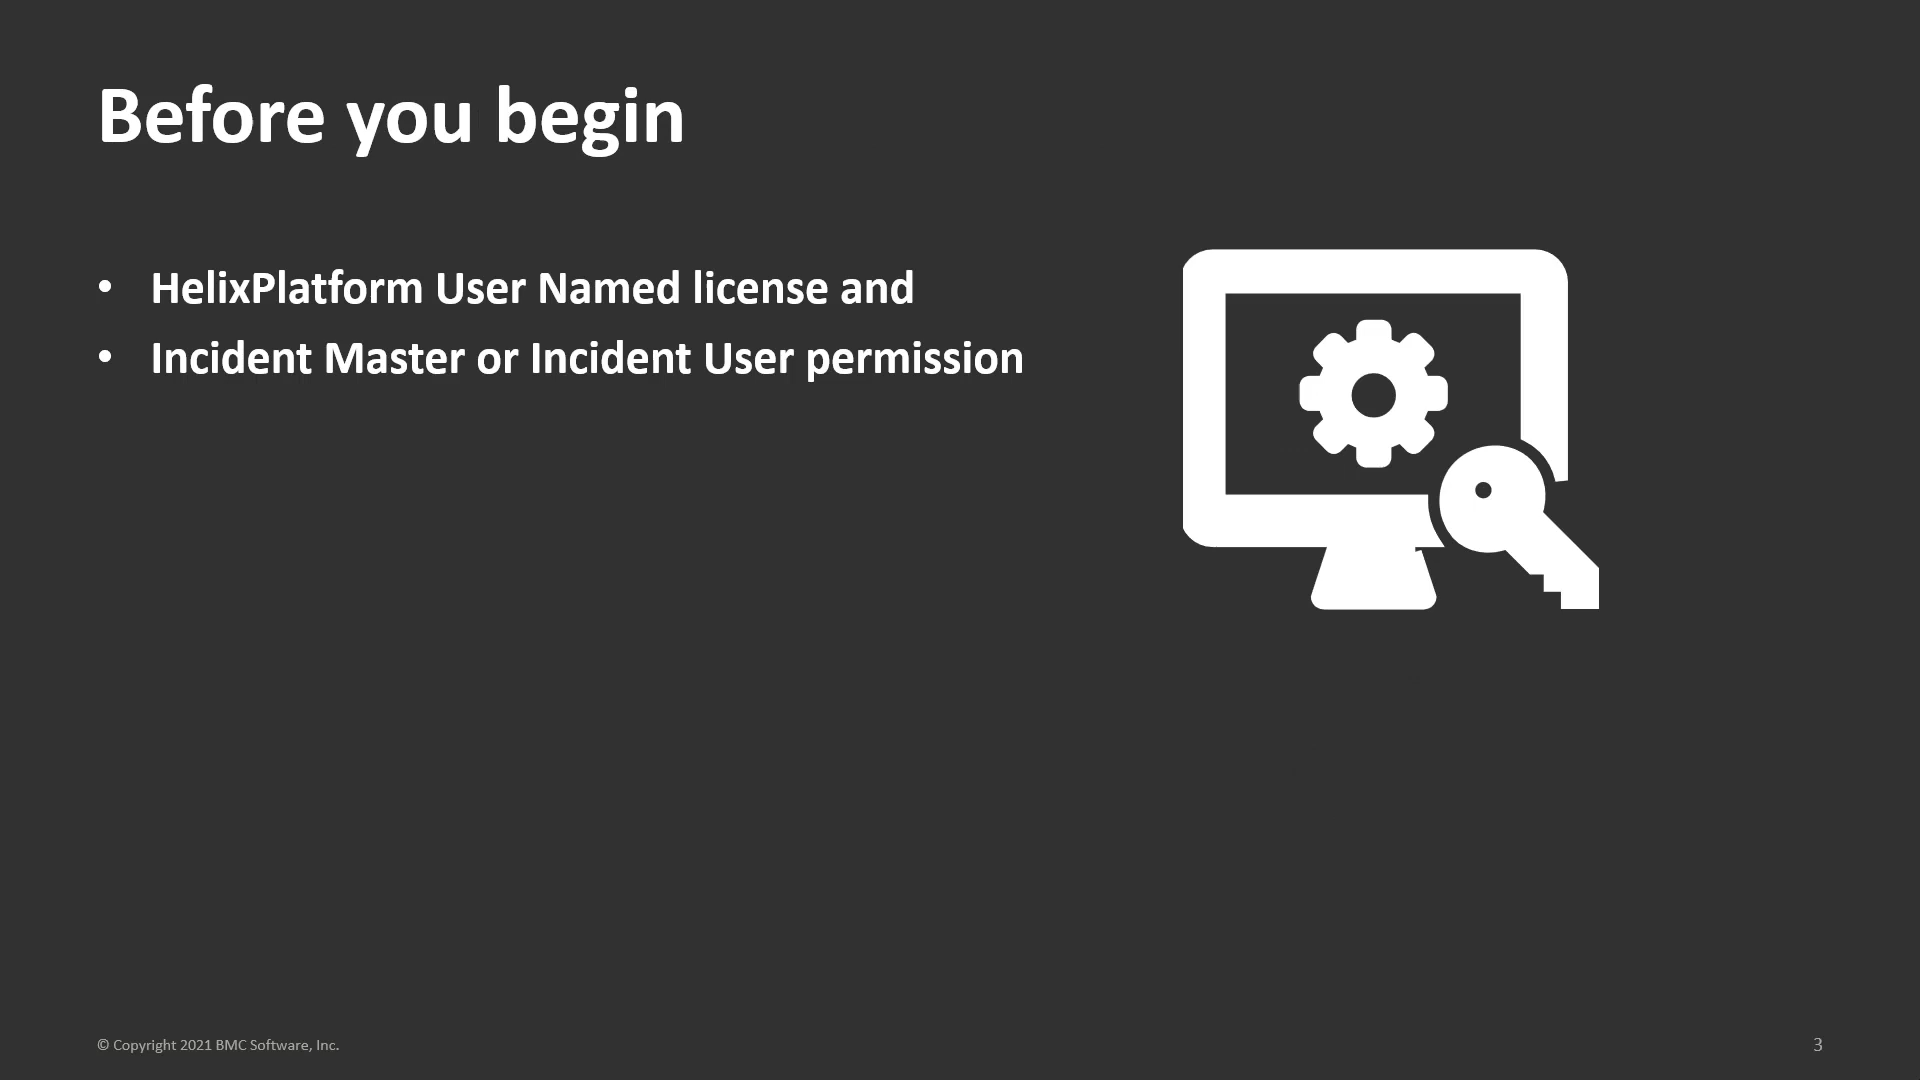 Before you begin
• HelixPlatform User Named license and
• Incident Master or Incident User permission
© Copyright 2021 BMC Software, Inc.
3